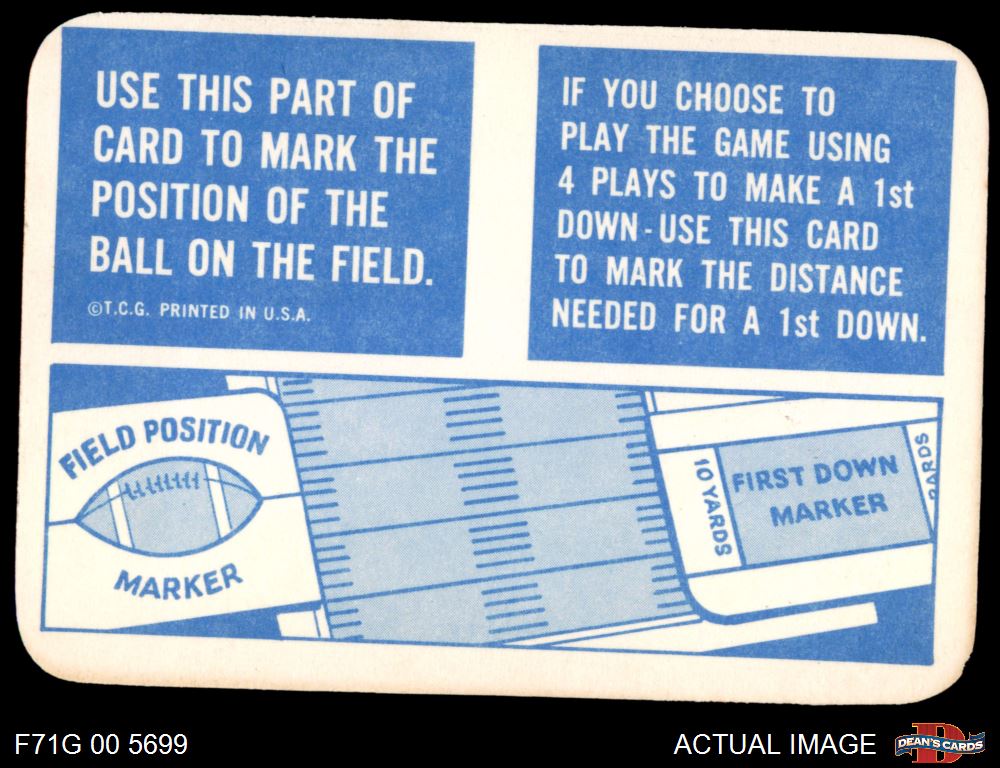 USE THIS PART OF
CARD TO MARK THE
POSITION OF THE
BALL ON THE FIELD.
©T.C.G. PRINTED IN U.S.A.
IF YOU CHOOSE TO
PLAY THE GAME USING
4 PLAYS TO MAKE A 1st
DOWN - USE THIS CARD
TO MARK THE DISTANCE
NEEDED FOR A 1st DOWN.
FIELD POSITION
MARKER
10 YARDS
FIRST DOWN
MARKER
F71G 00 5699
ACTUAL IMAGE
DEAN'S CARDS